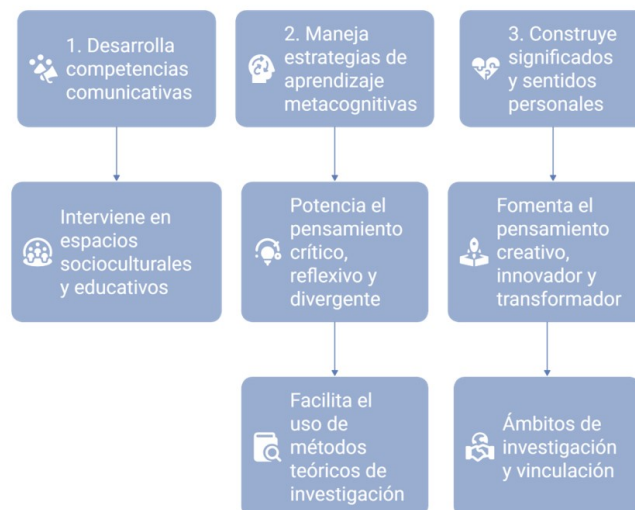 1. Desarrolla
competencias
comunicativas
2. Maneja
estrategias de
aprendizaje
metacognitivas
3. Construye
significados
y sentidos
personales
Interviene en
espacios
socioculturales
y educativos
Potencia el
pensamiento
crítico,
reflexivo y
divergente
Fomenta el
pensamiento
creativo,
innovador y
transformador
Facilita el
uso de
métodos
teóricos de
investigación
Ámbitos de
investigación
y vinculación